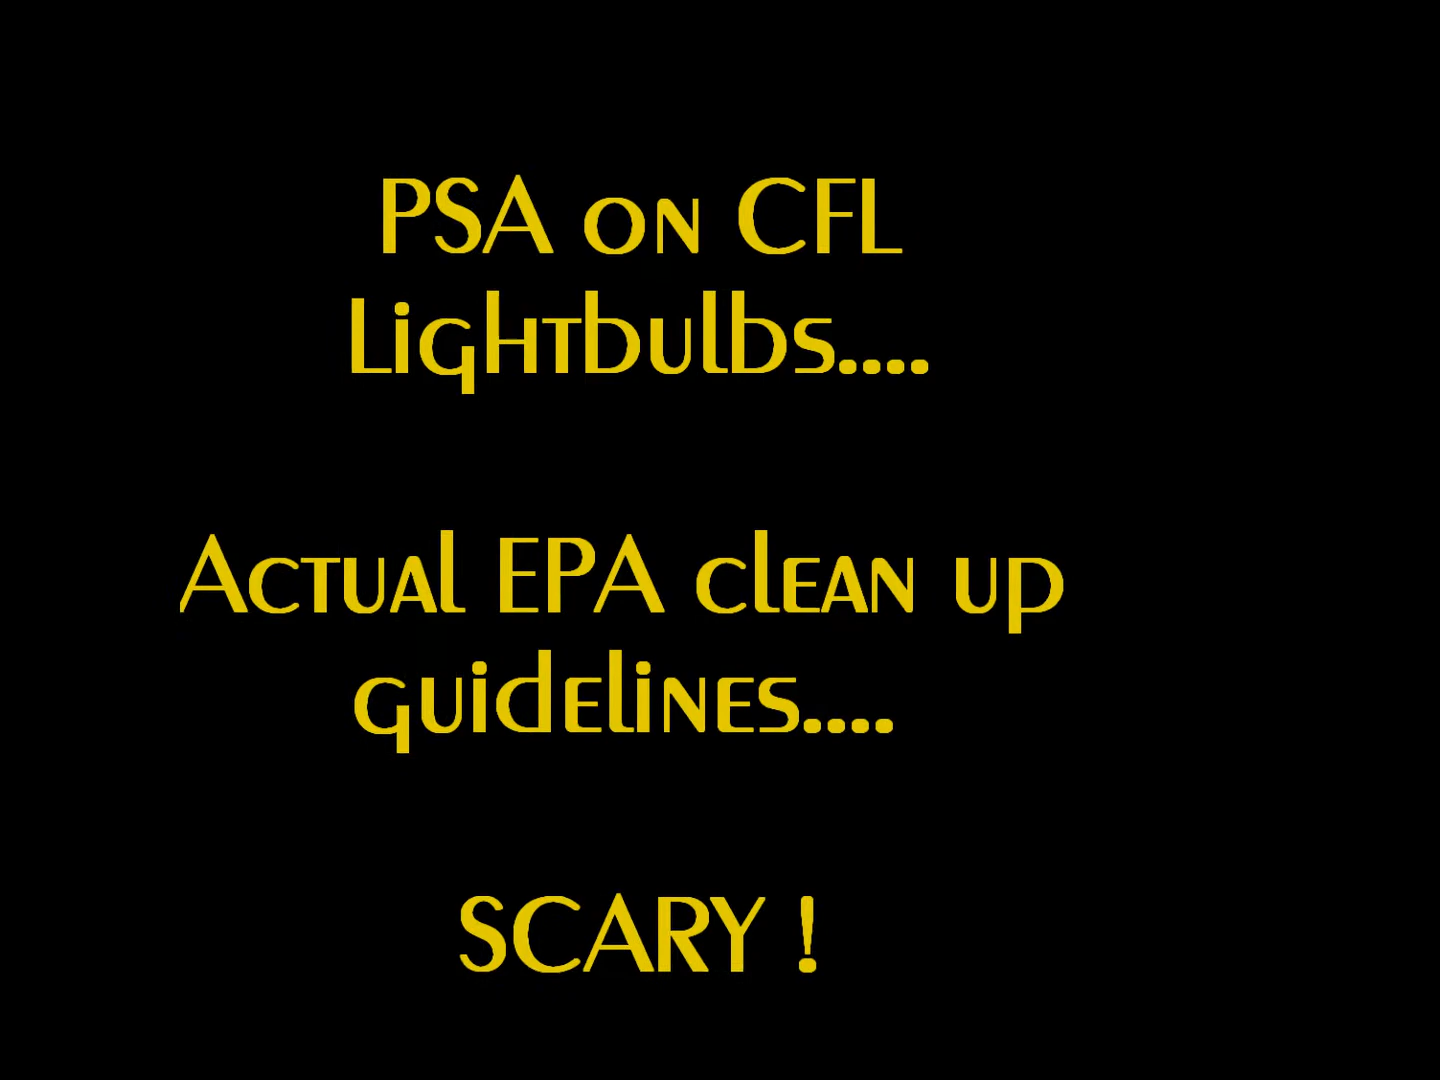 PSA on CFL
Lightbulbs....
Actual EPA clean up
guidelines....
SCARY !